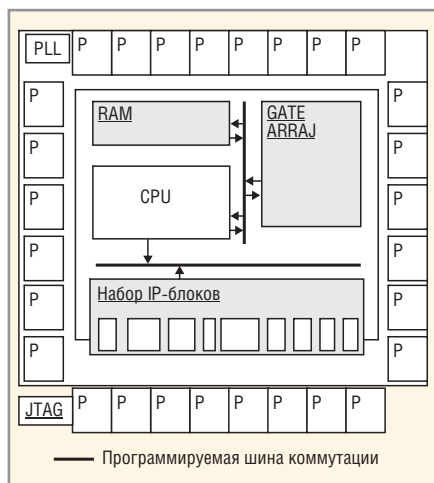 PLL P P P P P P P P
P P
RAM GATE
ARRAJ
P P
CPU
P P
P P
Набор IP-блоков
P P
P P
JTAG P P P P P P P P
Программируемая шина коммутации